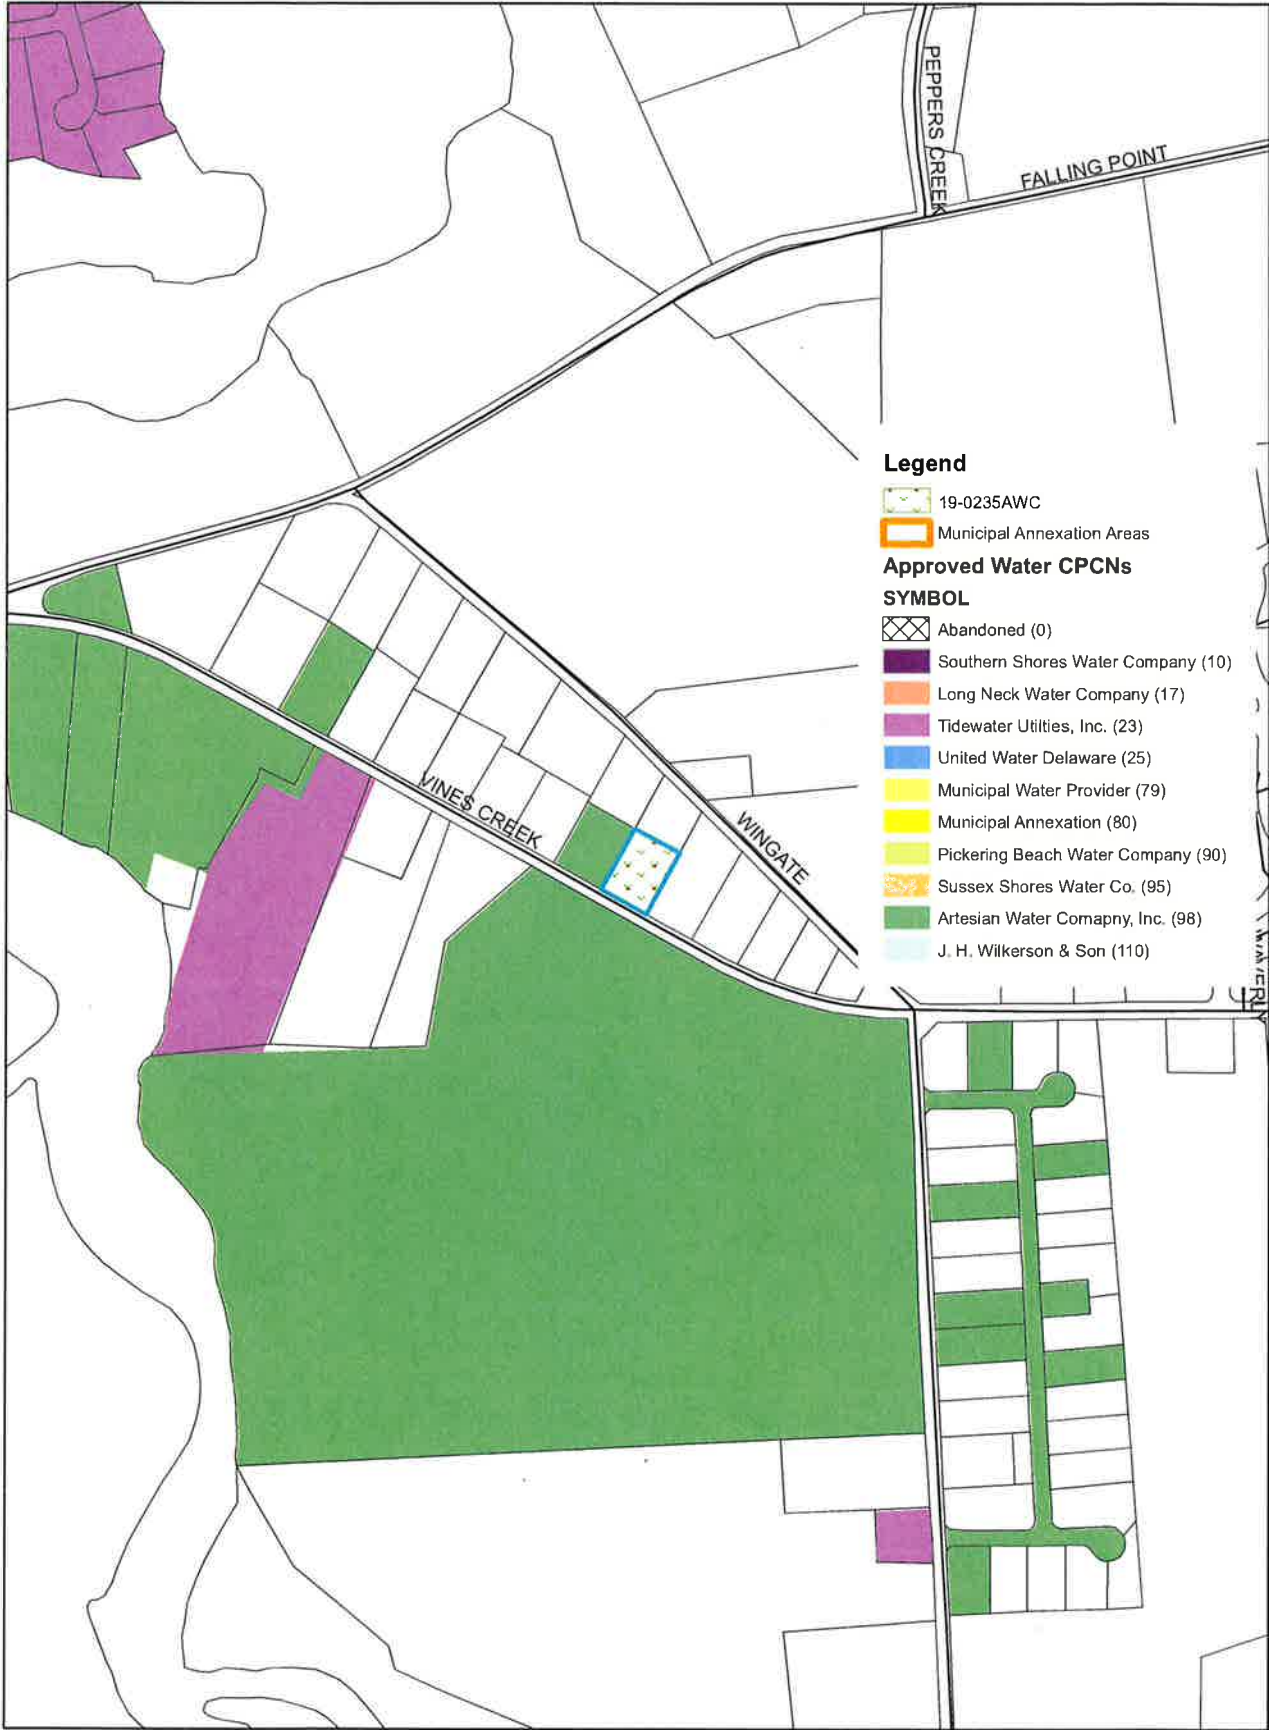 PEPPERS CREEK
FALLING POINT
Legend
19-0235AWC
Municipal Annexation Areas
Approved Water CPCNs
SYMBOL
Abandoned (0)
Southern Shores Water Company (10)
Long Neck Water Company (17)
Tidewater Utilties, Inc. (23)
United Water Delaware (25)
Municipal Water Provider (79)
Municipal Annexation (80)
Pickering Beach Water Company (90)
Sussex Shores Water Co. (95)
Artesian Water Comapny, Inc. (98)
J. H. Wilkerson & Son (110)
VINES CREEK
WINGATE